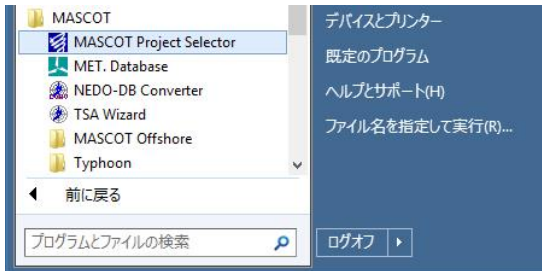 MASCOT
MASCOT Project Selector
MET. Database
NEDO-DB Converter
TSA Wizard
MASCOT Offshore
Typhoon
前に戻る
プログラムとファイルの検索
デバイスとプリンター
既定のプログラム
ヘルプとサポート(H)
ファイル名を指定して実行(R)...
ログオフ